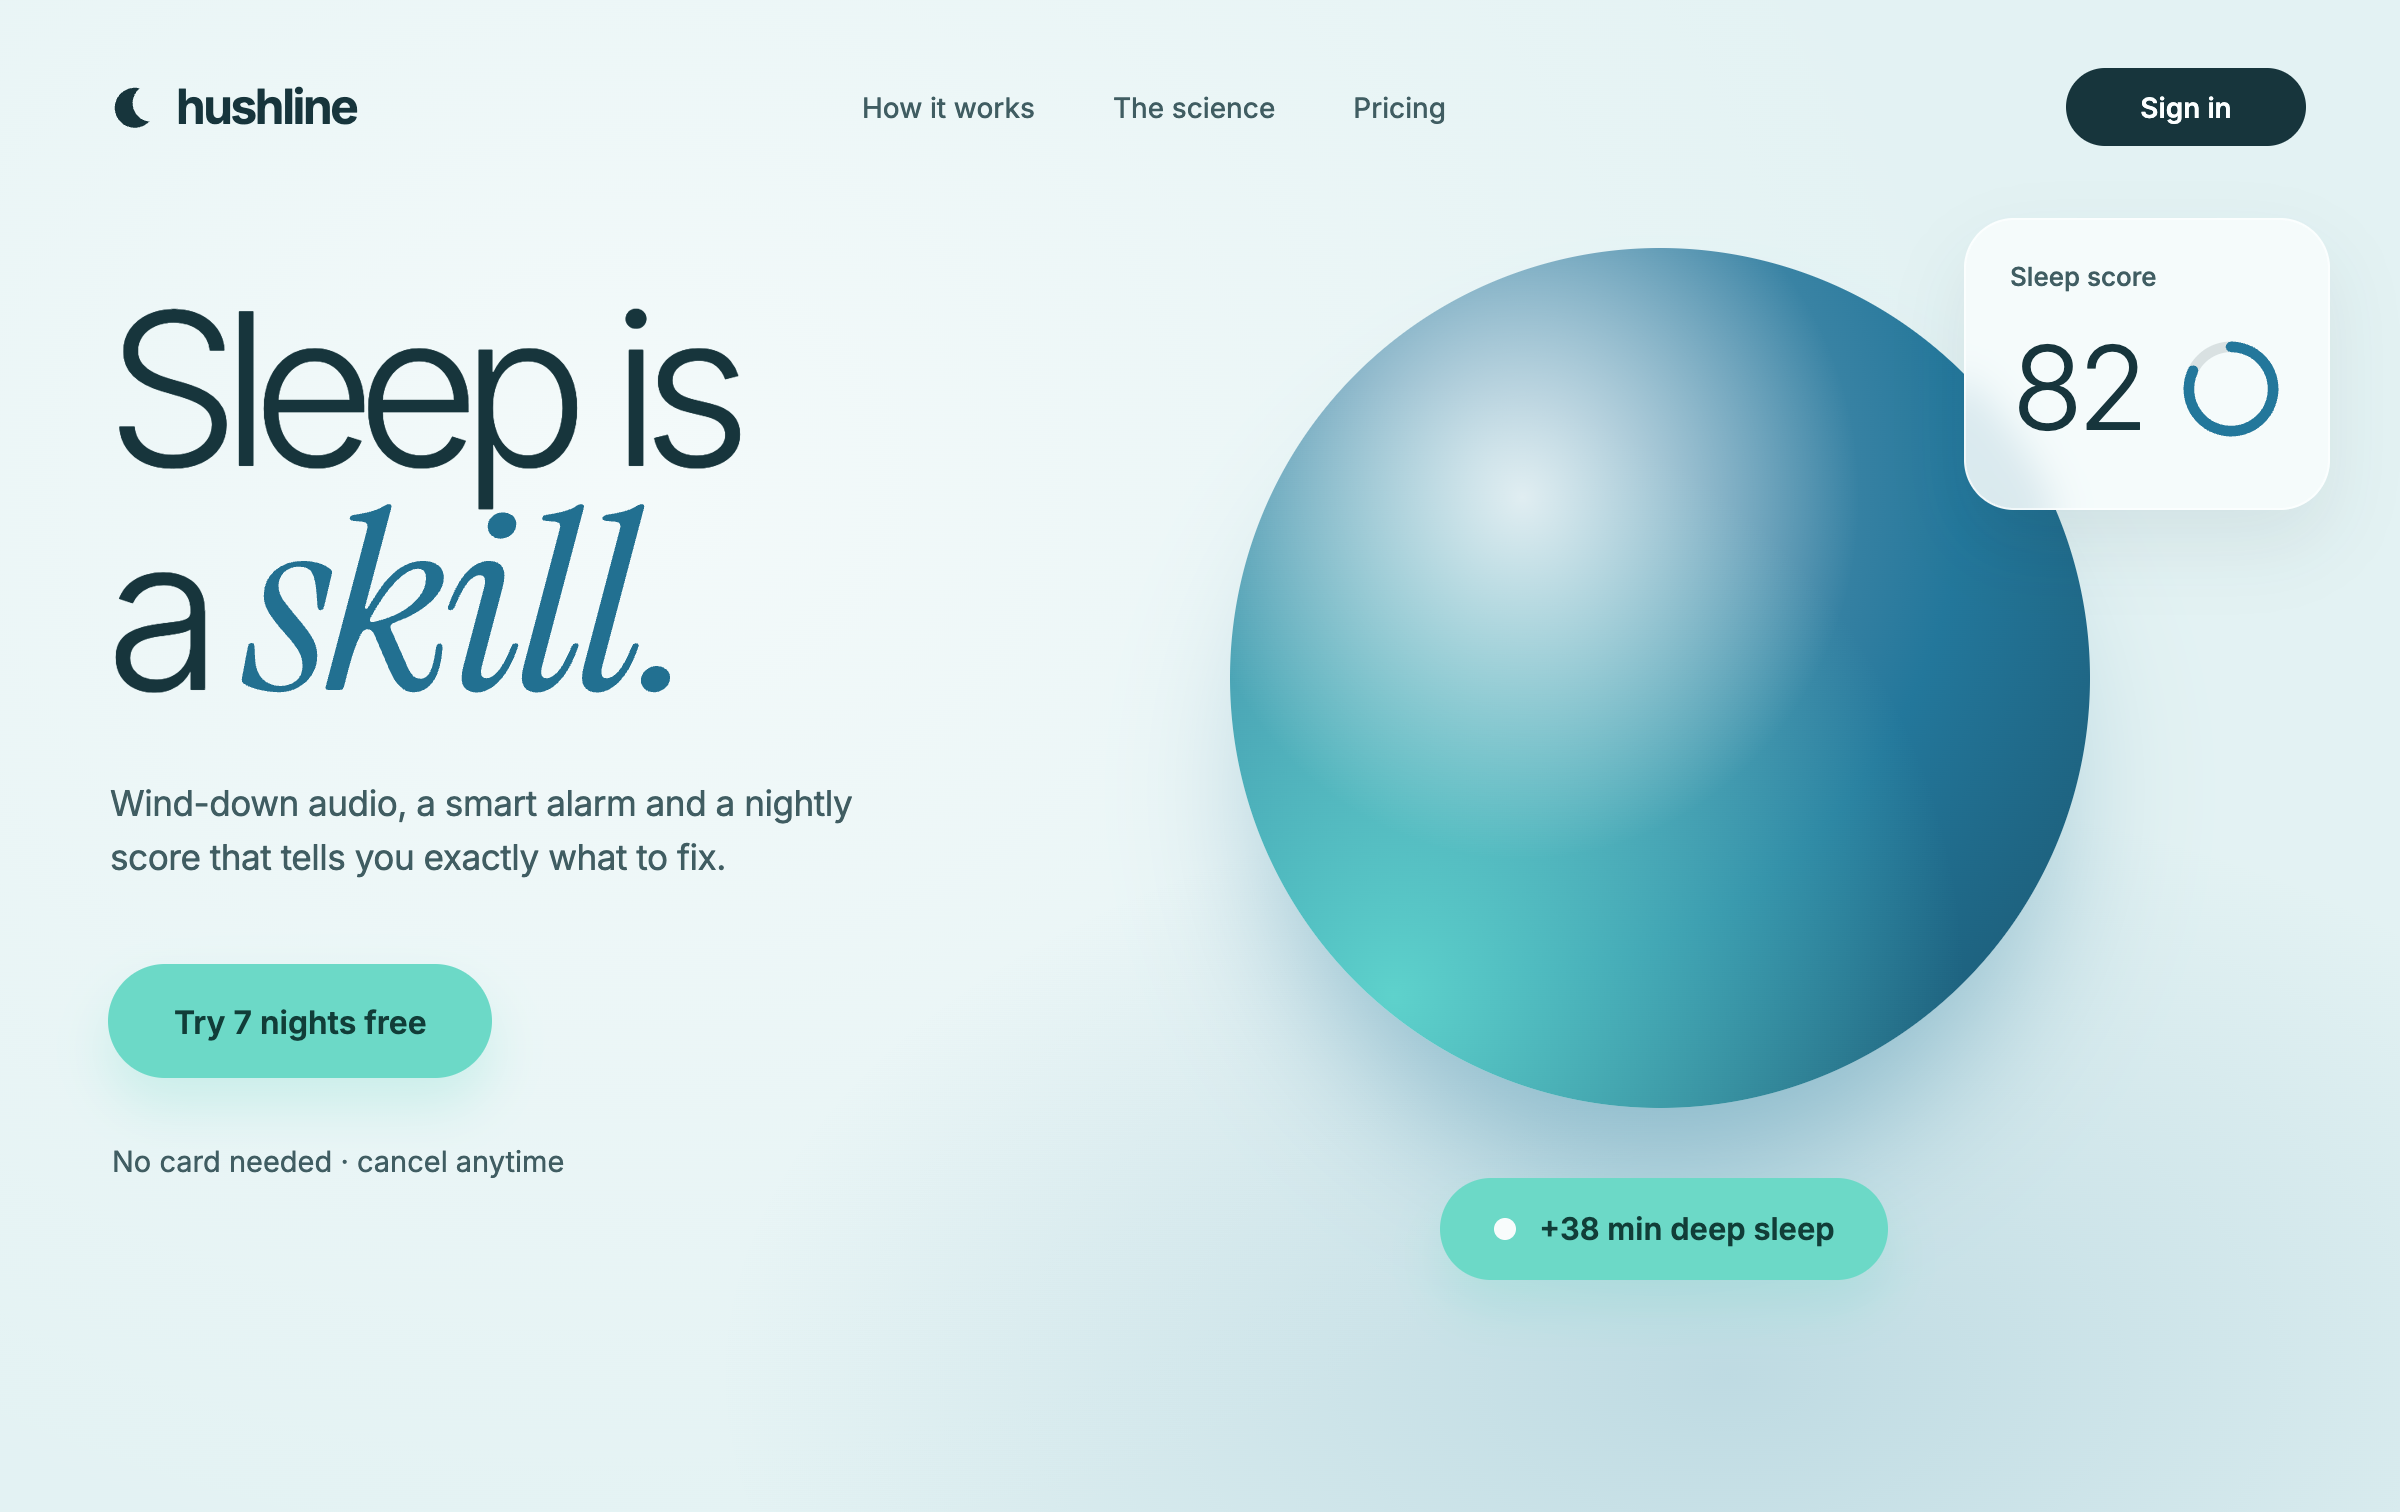 hushline
How it works
The science
Pricing
Sign in
Sleep is
a skill.
Wind-down audio, a smart alarm and a nightly
score that tells you exactly what to fix.
Try 7 nights free
No card needed · cancel anytime
Sleep score
82
+38 min deep sleep